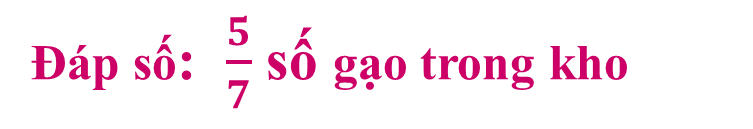 Đáp số: 5/7 số gạo trong kho